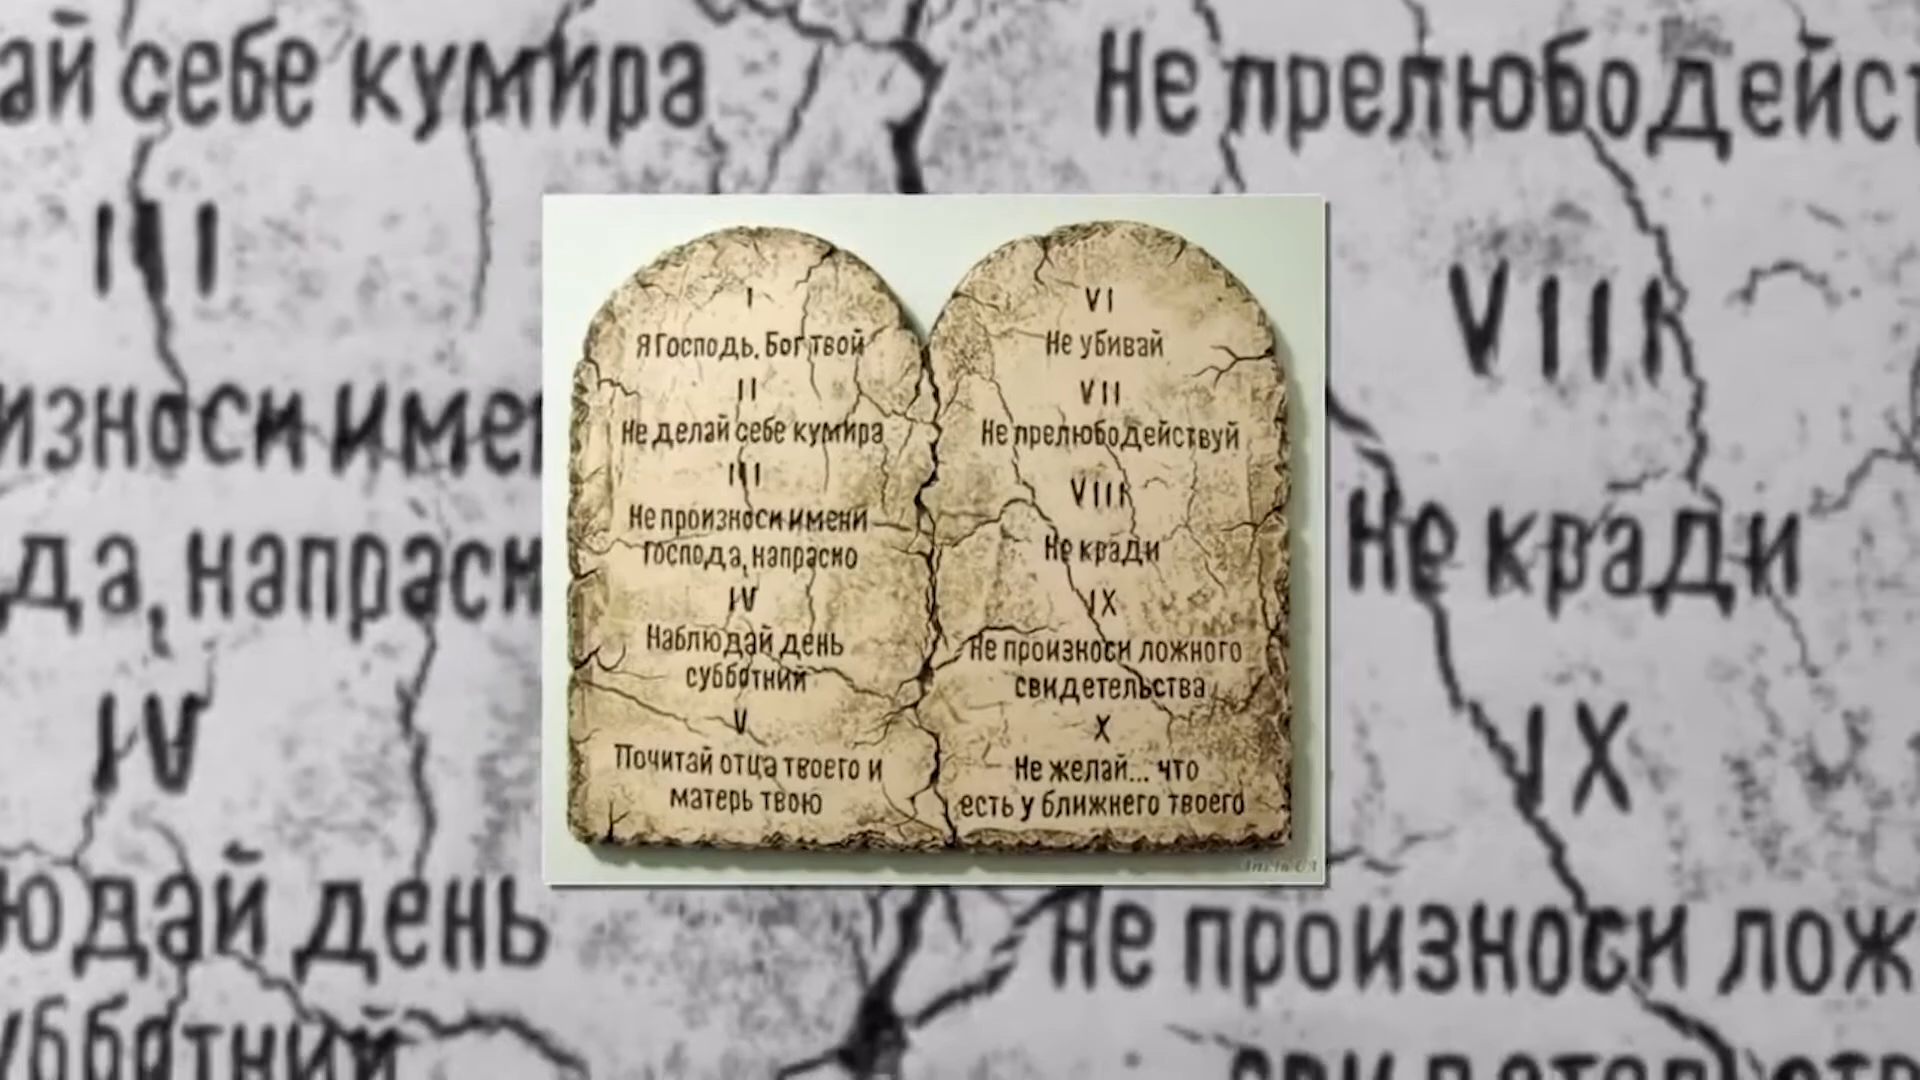 I
Я Господь, Бог твой
II
Не делай себе кумира
III
Не произноси имени
господа, напрасно
IV
Наблюдай день
субботний
V
Почитай отца твоего и
матерь твою
VI
Не убивай
VII
Не прелюбодействуй
VIII
Не кради
IX
Не произноси ложного
свидетельства
X
Не желай... что
есть у ближнего твоего
ай себе кумира
III
износи имен
да, напрасн
IV
юдай день
убботний
Не прелюбодейст
VIII
Не кради
IX
Не произноси лож